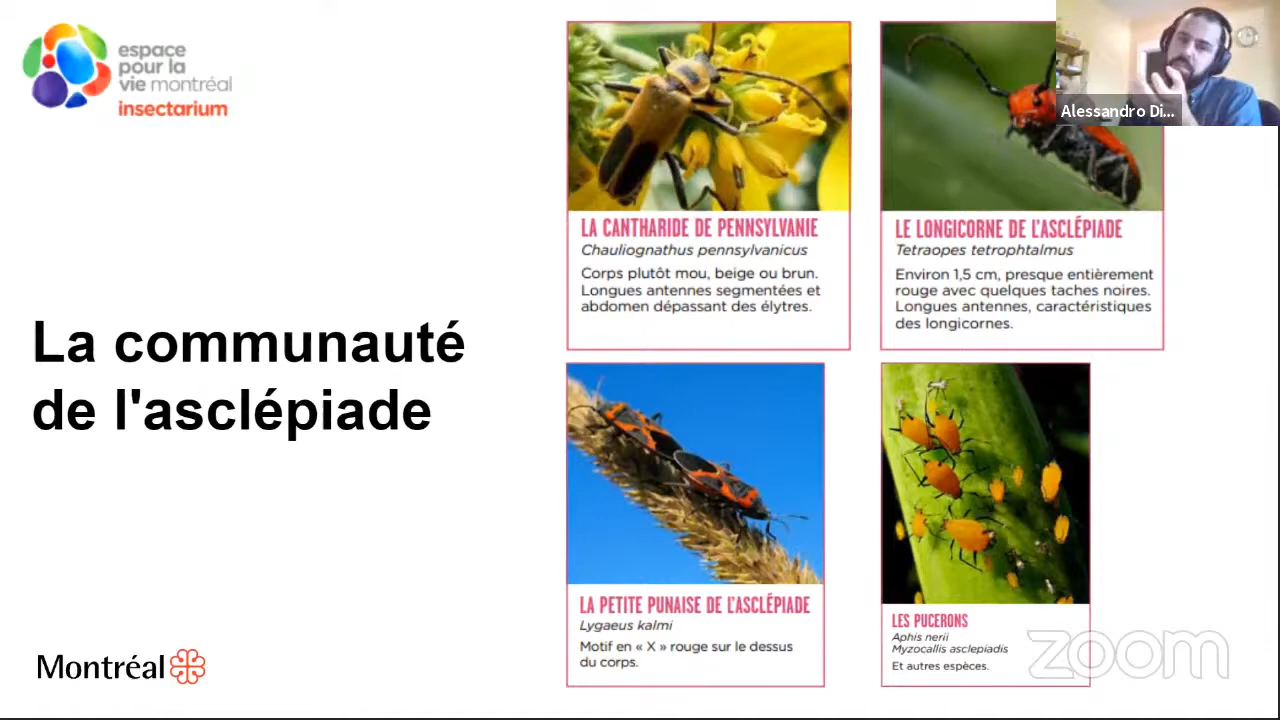 espace
pour la
vie montréal
insectarium
La communauté
de l'asclépiade
Montréal
LA CANTHARIDE DE PENNSYLVANIE
Chauliognathus pennsylvanicus
Corps plutôt mou, beige ou brun.
Longues antennes segmentées et
abdomen dépassant des élytres.
LE LONGICORNE DE L'ASCLÉPIADE
Tetraopes tetrophtalmus
Environ 1,5 cm, presque entièrement
rouge avec quelques taches noires.
Longues antennes, caractéristiques
des longicornes.
LA PETITE PUNAISE DE L'ASCLÉPIADE
Lygaeus kalmi
Motif en « X » rouge sur le dessus
du corps.
LES PUCERONS
Aphis nerii
Myzocallis asclepiadis
Et autres espèces.
Alessandro Di...
zoom